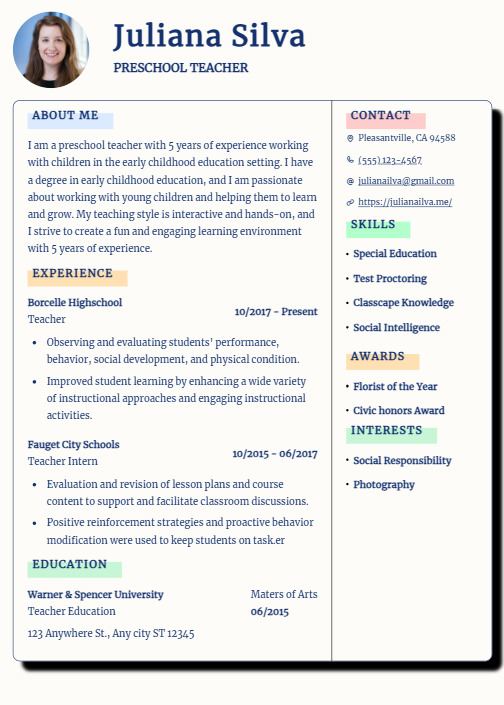 Juliana Silva
PRESCHOOL TEACHER
ABOUT ME
I am a preschool teacher with 5 years of experience working
with children in the early childhood education setting. I have
a degree in early childhood education, and I am passionate
about working with young children and helping them to learn
and grow. My teaching style is interactive and hands-on, and
I strive to create a fun and engaging learning environment
with 5 years of experience.
EXPERIENCE
Borcelle Highschool
Teacher
10/2017 - Present
• Observing and evaluating students' performance,
behavior, social development, and physical condition.
• Improved student learning by enhancing a wide variety
of instructional approaches and engaging instructional
activities.
Fauget City Schools
Teacher Intern
10/2015 - 06/2017
• Evaluation and revision of lesson plans and course
content to support and facilitate classroom discussions.
• Positive reinforcement strategies and proactive behavior
modification were used to keep students on task.er
EDUCATION
Warner & Spencer University
Teacher Education
Maters of Arts
06/2015
123 Anywhere St., Any city ST 12345
CONTACT
Pleasantville, CA 94588
(555) 123-4567
julianailva@gmail.com
https://julianailva.me/
SKILLS
• Special Education
• Test Proctoring
• Classcape Knowledge
• Social Intelligence
AWARDS
• Florist of the Year
• Civic honors Award
INTERESTS
• Social Responsibility
• Photography